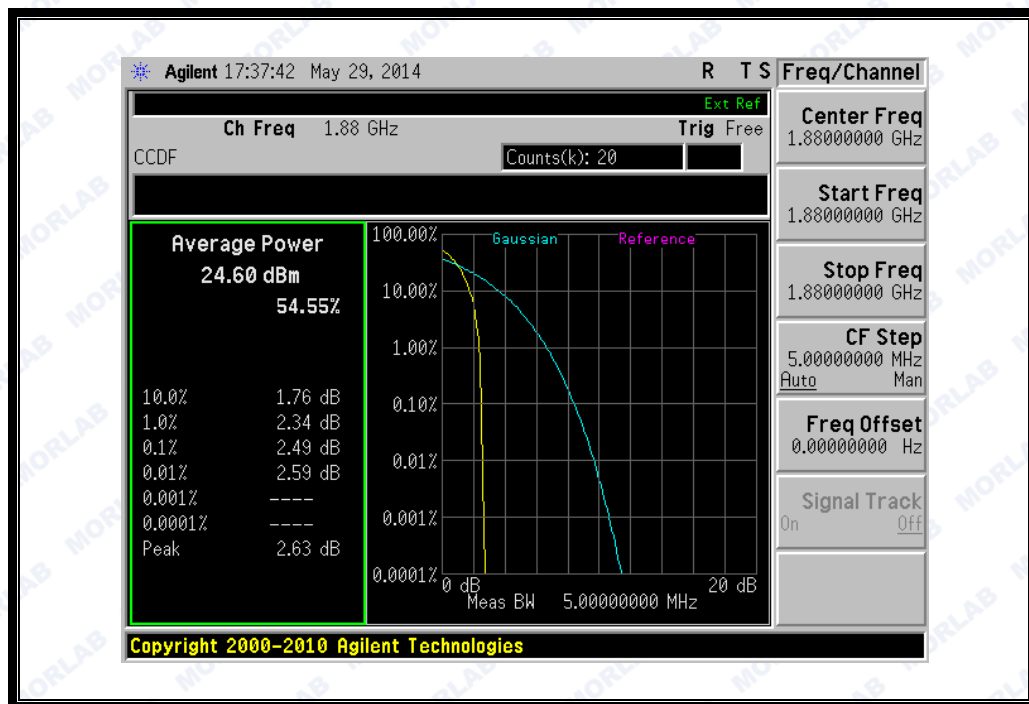 Agilent 17:37:42 May 29, 2014 R T S
Freq/Channel
Ext Ref
Ch Freq 1.88 GHz Trig Free
CCDF Counts(k): 20
Center Freq
1.88000000 GHz
Start Freq
1.88000000 GHz
Stop Freq
1.88000000 GHz
CF Step
5.00000000 MHz
Auto Man
Freq Offset
0.00000000 Hz
Signal Track
On Off
Average Power
24.60 dBm
54.55%
10.0% 1.76 dB
1.0% 2.34 dB
0.1% 2.49 dB
0.01% 2.59 dB
0.001% ----
0.0001% ----
Peak 2.63 dB
Gaussian Reference
100.00%
10.00%
1.00%
0.10%
0.01%
0.001%
0.0001%
0 dB 20 dB
Meas BW 5.00000000 MHz
Copyright 2000-2010 Agilent Technologies
MORLAB